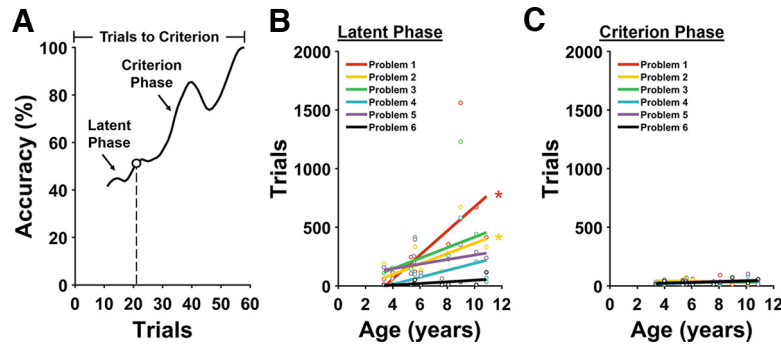 A
Trials to Criterion
Accuracy (%)
100
80
60
40
20
0
Criterion
Phase
Latent
Phase
0 10 20 30 40 50 60
Trials
B
Latent Phase
Trials
2000
1500
1000
500
0
Problem 1
Problem 2
Problem 3
Problem 4
Problem 5
Problem 6
*
*
0 2 4 6 8 10 12
Age (years)
C
Criterion Phase
Trials
2000
1500
1000
500
0
Problem 1
Problem 2
Problem 3
Problem 4
Problem 5
Problem 6
0 2 4 6 8 10 12
Age (years)